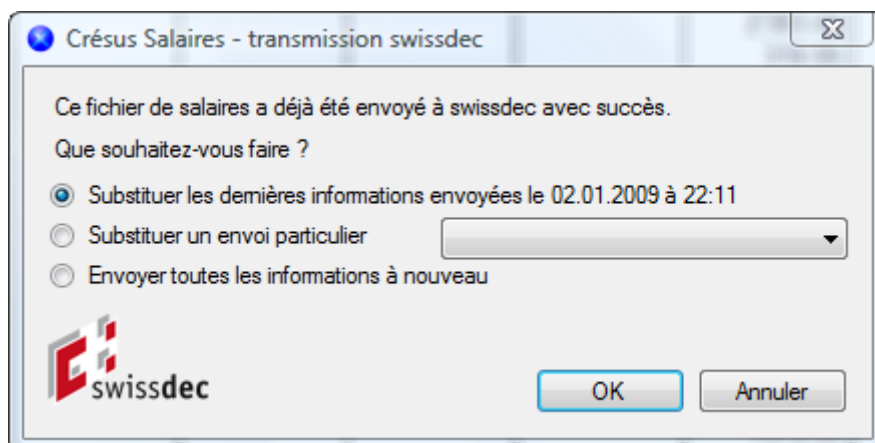 Crésus Salaires - transmission swissdec
Ce fichier de salaires a déjà été envoyé à swissdec avec succès.
Que souhaitez-vous faire ?
Substituer les dernières informations envoyées le 02.01.2009 à 22:11
Substituer un envoi particulier
Envoyer toutes les informations à nouveau
swissdec
OK
Annuler